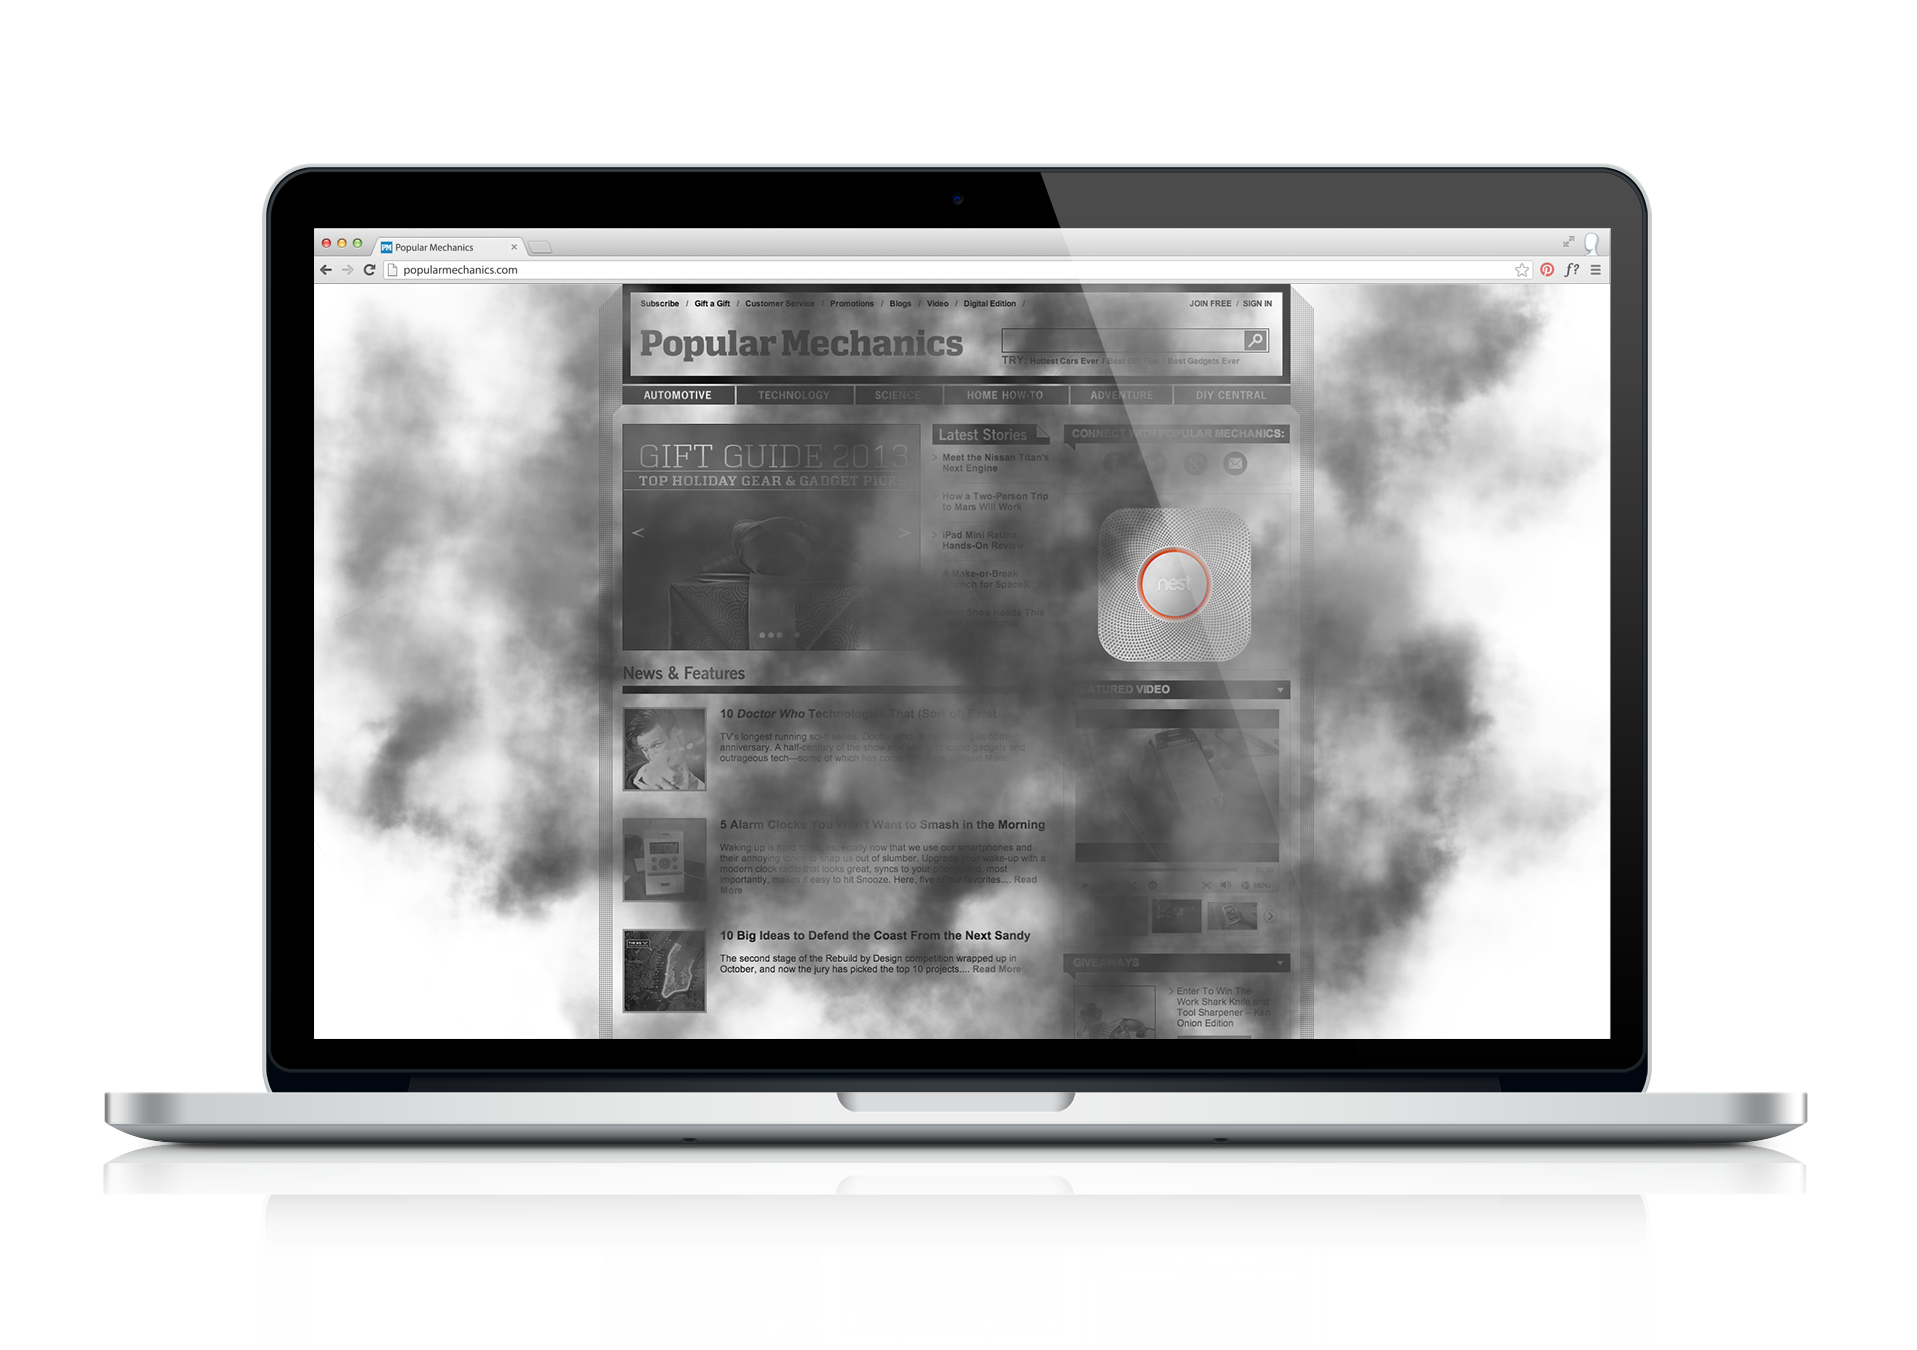 Popular Mechanics
popularmechanics.com
f?
Subscribe / Gift a Gift / Customer Service / Promotions / Blogs / Video / Digital Edition /
JOIN FREE / SIGN IN
Popular Mechanics
TRY: Hottest Cars Ever / Best DIY Tips / Best Gadgets Ever
AUTOMOTIVE
TECHNOLOGY
SCIENCE
HOME HOW-TO
ADVENTURE
DIY CENTRAL
GIFT GUIDE 2013
TOP HOLIDAY GEAR & GADGET PICKS
Latest Stories
Meet the Nissan Titan's
Next Engine
How a Two-Person Trip
to Mars Will Work
iPad Mini Retina
Hands-On Review
A Make-or-Break
Launch for SpaceX
Shop Needs This
CONNECT WITH POPULAR MECHANICS:
nest
News & Features
10 Doctor Who Technologies That (Sort of) Exist
TV's longest running sci-fi series, Doctor Who, its 50th
anniversary. A half-century of the show gadgets and
outrageous tech—some of which has Read More
5 Alarm Clocks You Won't Want to Smash in the Morning
Waking up is hard to do, especially now that we use our smartphones and
their annoying tones to snap us out of slumber. Upgrade your wake-up with a
modern clock radio that looks great, syncs to your phone, and, most
importantly, makes it easy to hit Snooze. Here, five of our favorites.... Read
More
10 Big Ideas to Defend the Coast From the Next Sandy
The second stage of the Rebuild by Design competition wrapped up in
October, and now the jury has picked the top 10 projects.... Read More
FEATURED VIDEO
MENU
GIVEAWAYS
Enter To Win The
Work Shark Knife and
Tool Sharpener – Ken
Onion Edition